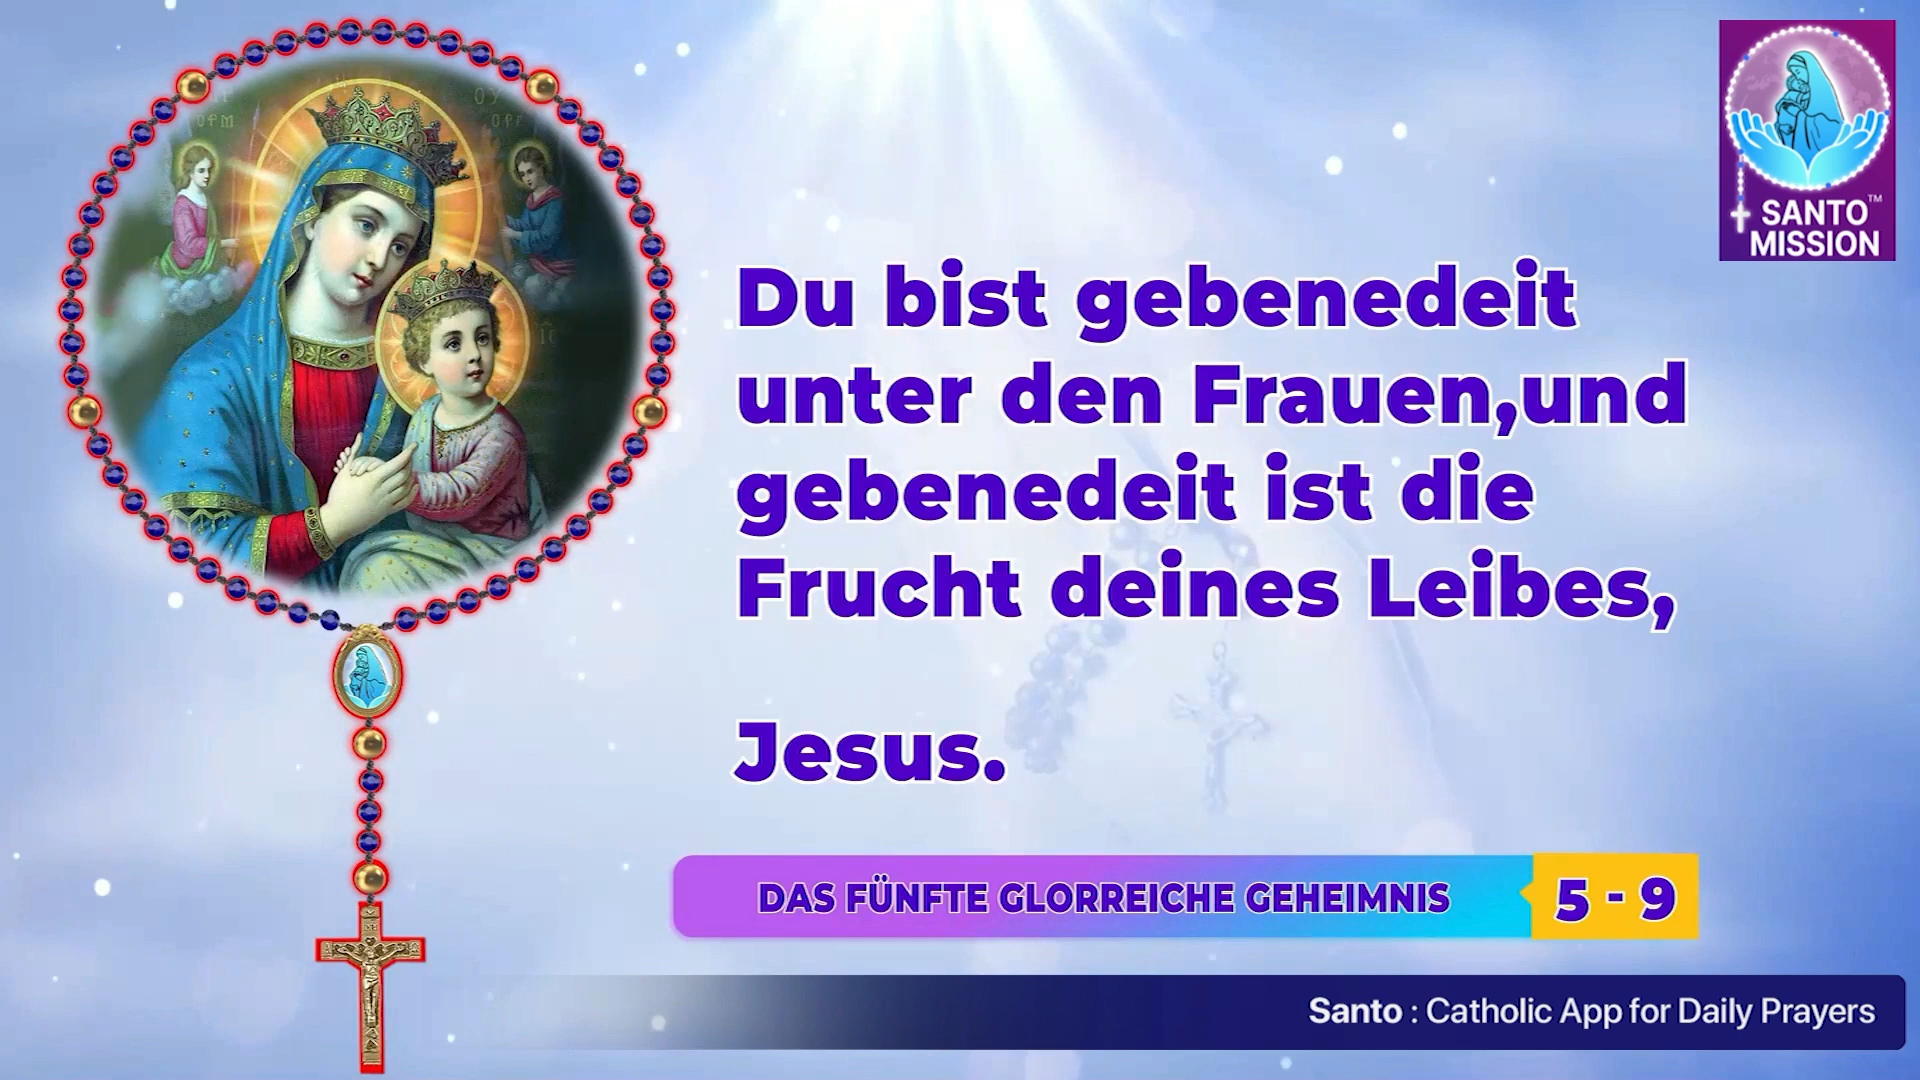 SANTO™
MISSION
Du bist gebenedeit
unter den Frauen,und
gebenedeit ist die
Frucht deines Leibes,
Jesus.
DAS FÜNFTE GLORREICHE GEHEIMNIS
5 - 9
Santo : Catholic App for Daily Prayers